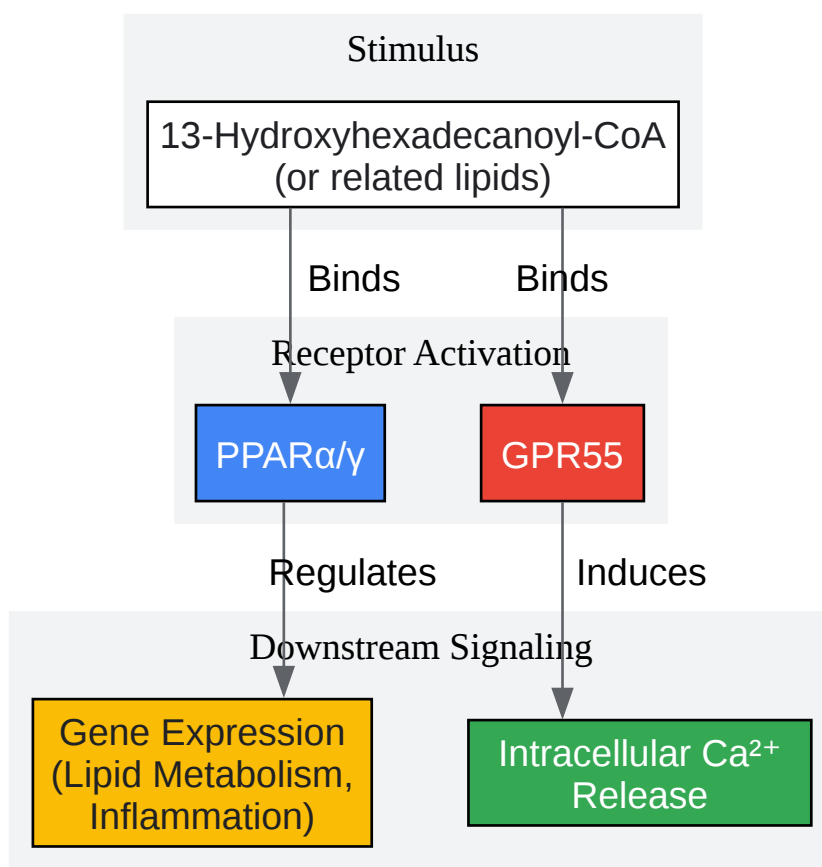 Stimulus
13-Hydroxyhexadecanoyl-CoA
(or related lipids)
Binds
Binds
Receptor Activation
PPARα/γ
GPR55
Regulates
Induces
Downstream Signaling
Gene Expression
(Lipid Metabolism,
Inflammation)
Intracellular Ca²⁺
Release